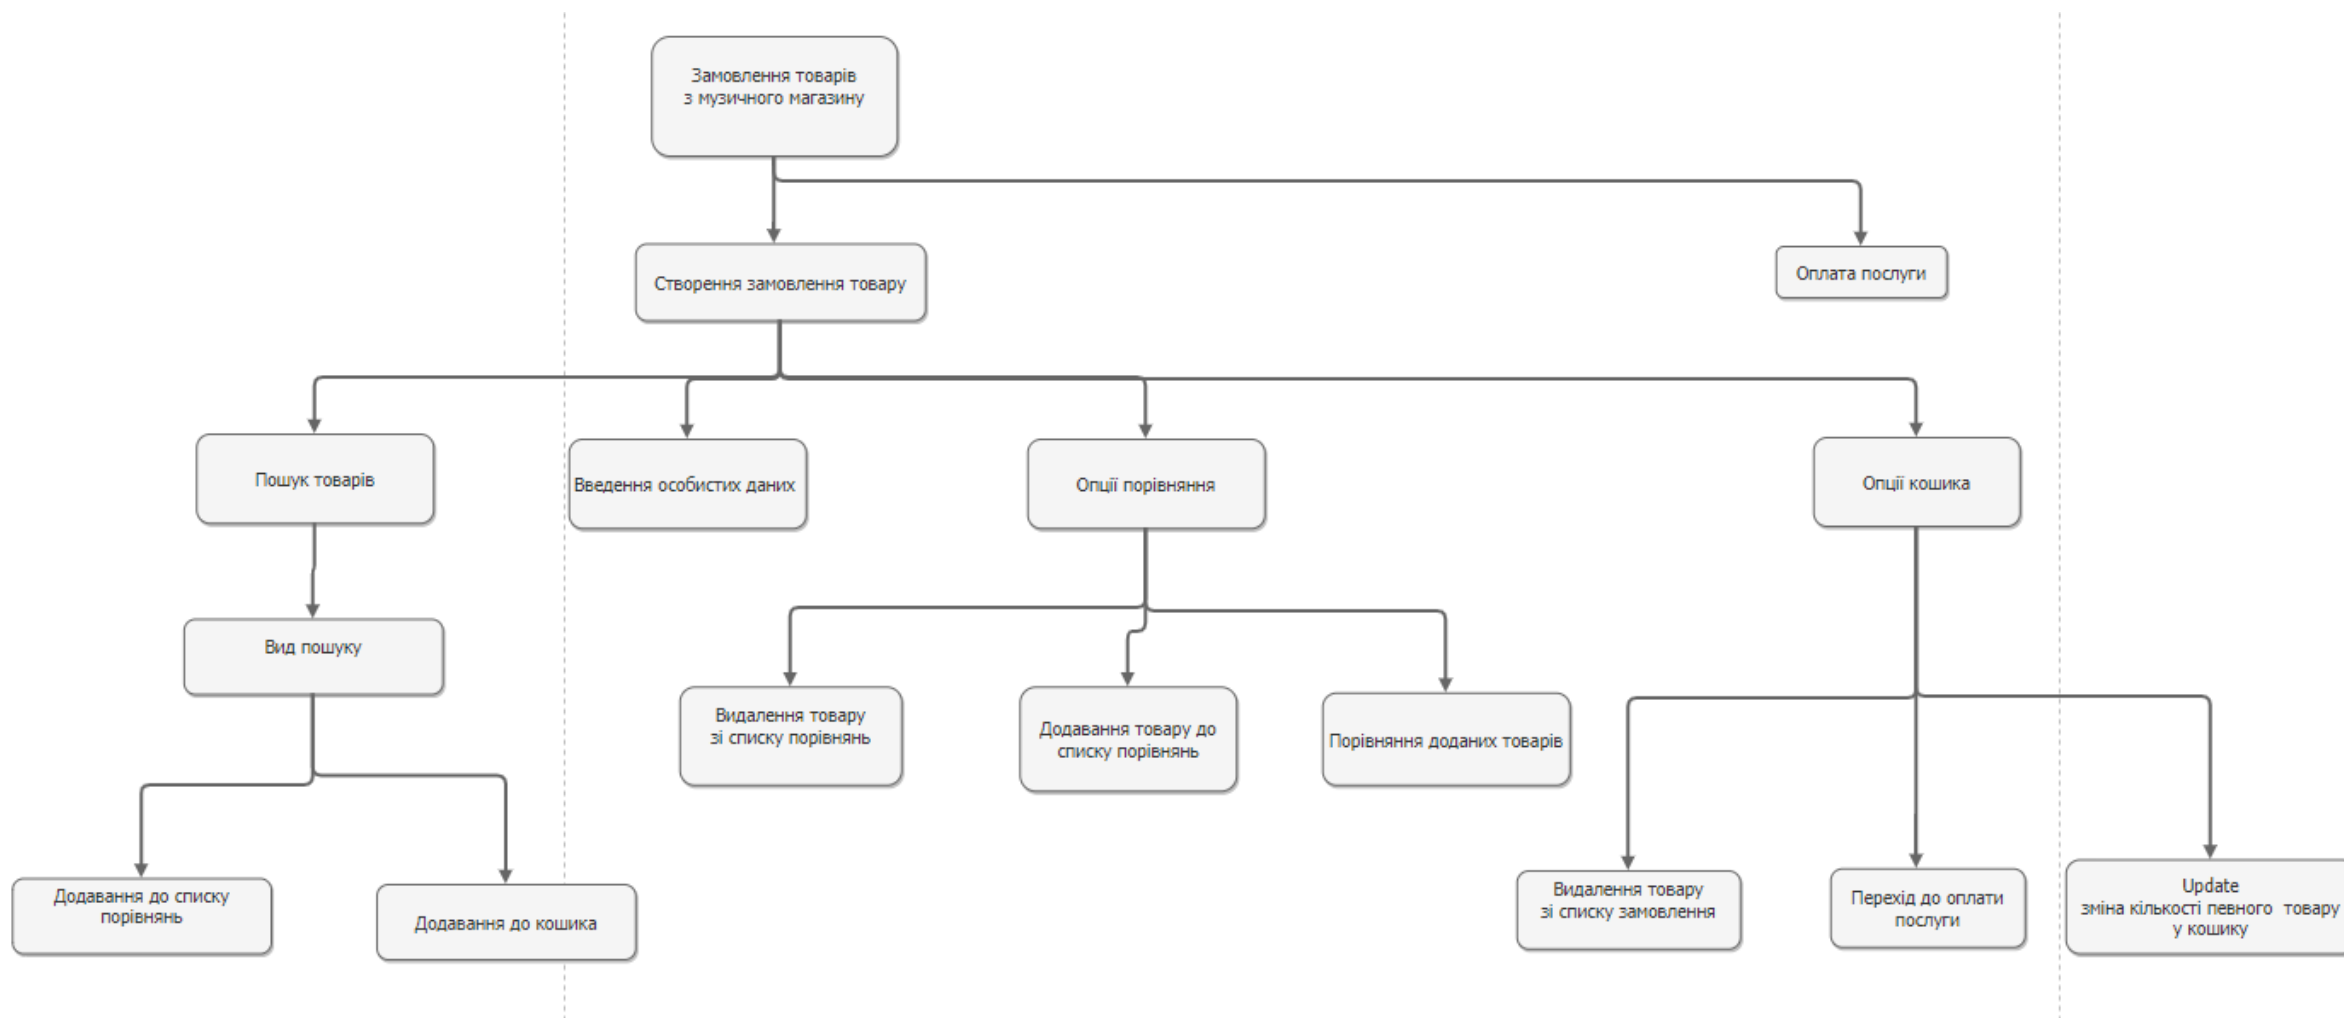 Замовлення товарів
з музичного магазину
Створення замовлення товару
Оплата послуги
Пошук товарів
Введення особистих даних
Опції порівняння
Опції кошика
Вид пошуку
Видалення товару
зі списку порівнянь
Додавання товару до
списку порівнянь
Порівняння доданих товарів
Додавання до списку
порівнянь
Додавання до кошика
Видалення товару
зі списку замовлення
Перехід до оплати
послуги
Update
зміна кількості певного товару
у кошику